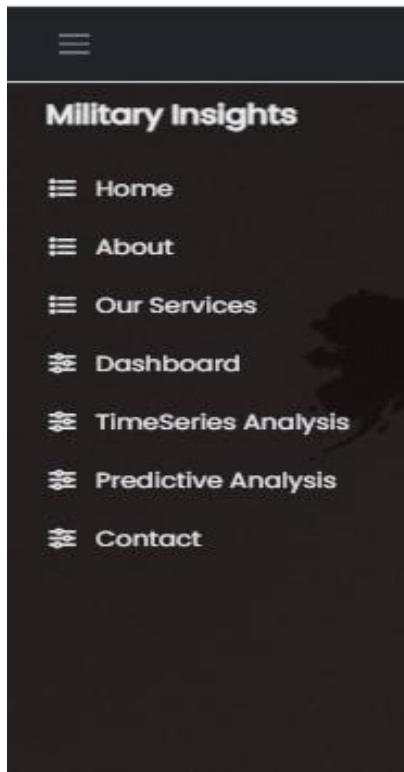 Military Insights
Home
About
Our Services
Dashboard
TimeSeries Analysis
Predictive Analysis
Contact